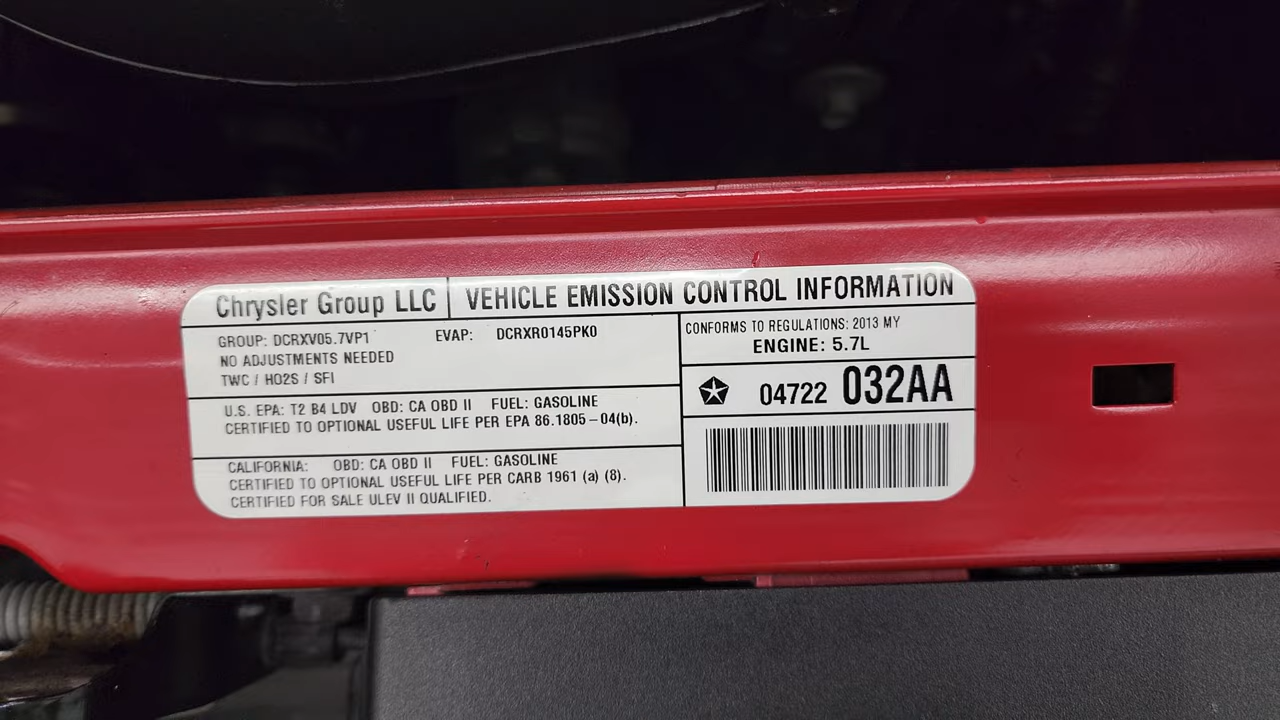 Chrysler Group LLC VEHICLE EMISSION CONTROL INFORMATION
GROUP: DCRXV05.7VP1 EVAP: DCRXR0145PK0
NO ADJUSTMENTS NEEDED
TWC / HO2S / SFI
U.S. EPA: T2 B4 LDV OBD: CA OBD II FUEL: GASOLINE
CERTIFIED TO OPTIONAL USEFUL LIFE PER EPA 86.1805-04(b).
CALIFORNIA: OBD: CA OBD II FUEL: GASOLINE
CERTIFIED TO OPTIONAL USEFUL LIFE PER CARB 1961 (a) (8).
CERTIFIED FOR SALE ULEV II QUALIFIED.
CONFORMS TO REGULATIONS: 2013 MY
ENGINE: 5.7L
04722 032AA